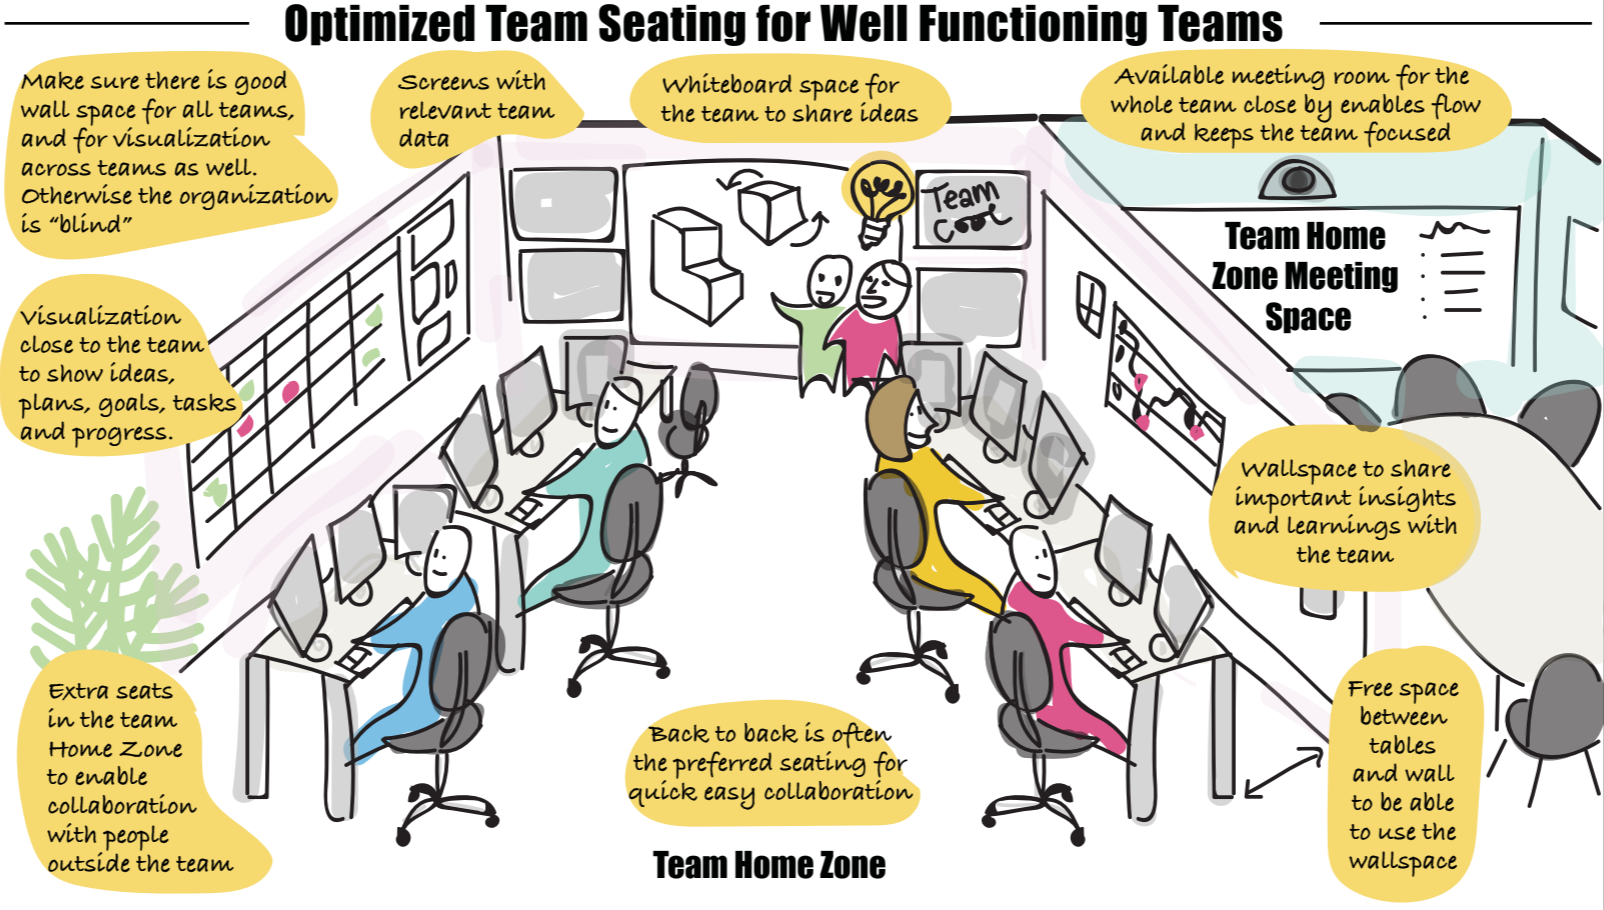 Optimized Team Seating for Well Functioning Teams
Make sure there is good
wall space for all teams,
and for visualization
across teams as well.
Otherwise the organization
is “blind”
Screens with
relevant team
data
Whiteboard space for
the team to share ideas
Available meeting room for the
whole team close by enables flow
and keeps the team focused
Team
Cool
Team Home
Zone Meeting
Space
Visualization
close to the team
to show ideas,
plans, goals, tasks
and progress.
Wallspace to share
important insights
and learnings with
the team
Extra seats
in the team
Home Zone
to enable
collaboration
with people
outside the team
Back to back is often
the preferred seating for
quick easy collaboration
Free space
between
tables
and wall
to be able
to use the
wallspace
Team Home Zone